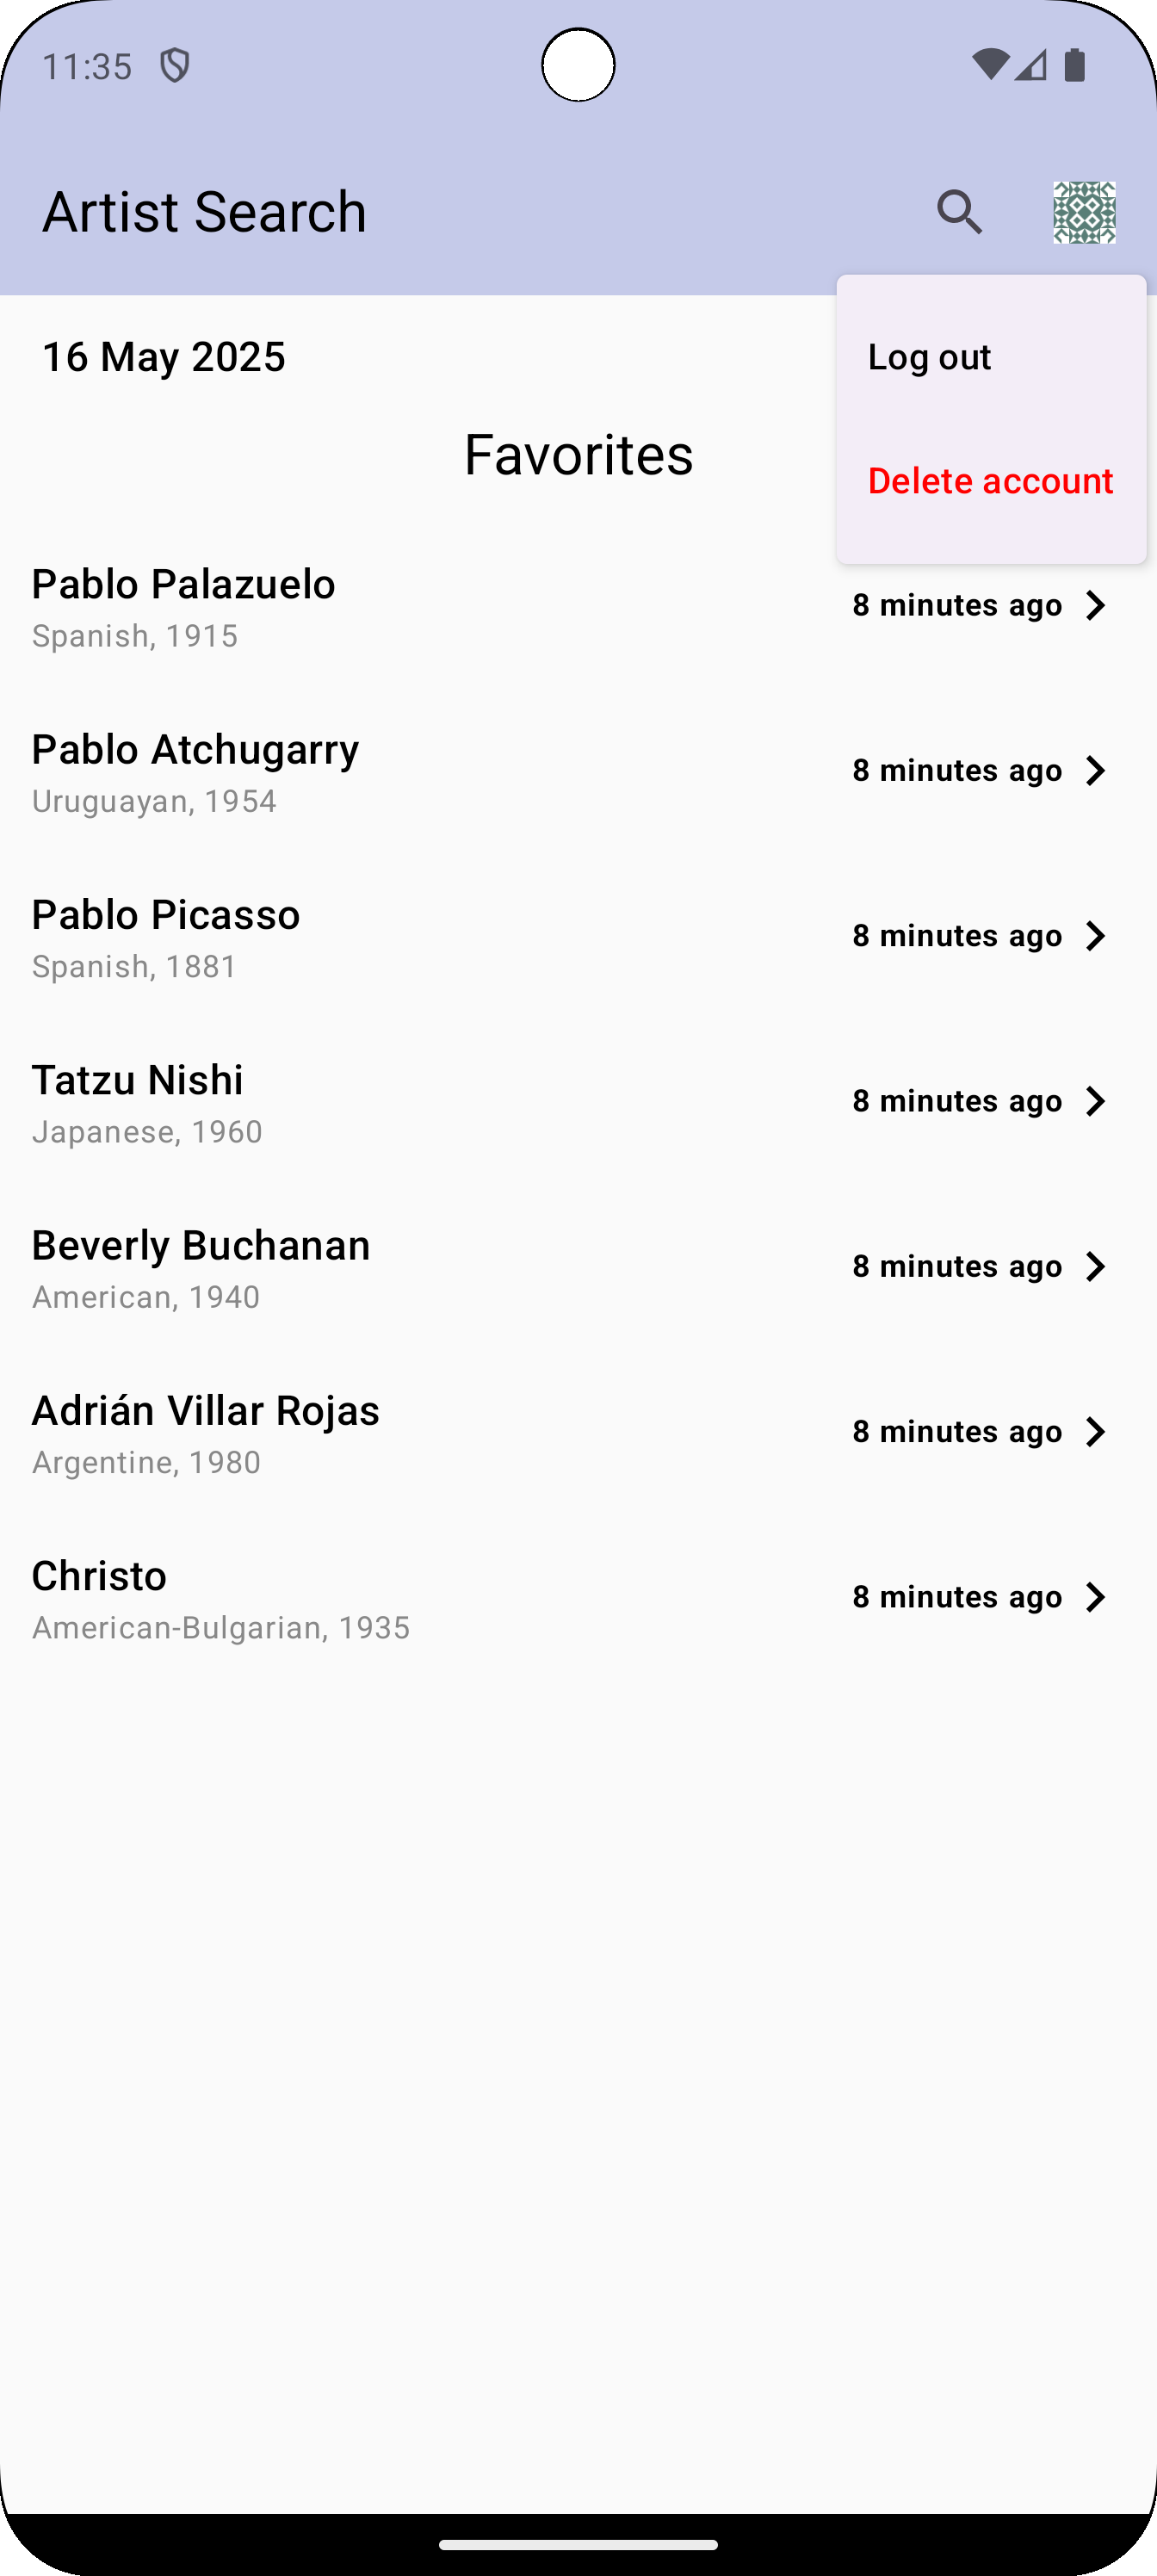 11:35
Artist Search
16 May 2025
Log out
Delete account
Favorites
Pablo Palazuelo
Spanish, 1915
8 minutes ago
Pablo Atchugarry
Uruguayan, 1954
8 minutes ago
Pablo Picasso
Spanish, 1881
8 minutes ago
Tatzu Nishi
Japanese, 1960
8 minutes ago
Beverly Buchanan
American, 1940
8 minutes ago
Adrián Villar Rojas
Argentine, 1980
8 minutes ago
Christo
American-Bulgarian, 1935
8 minutes ago